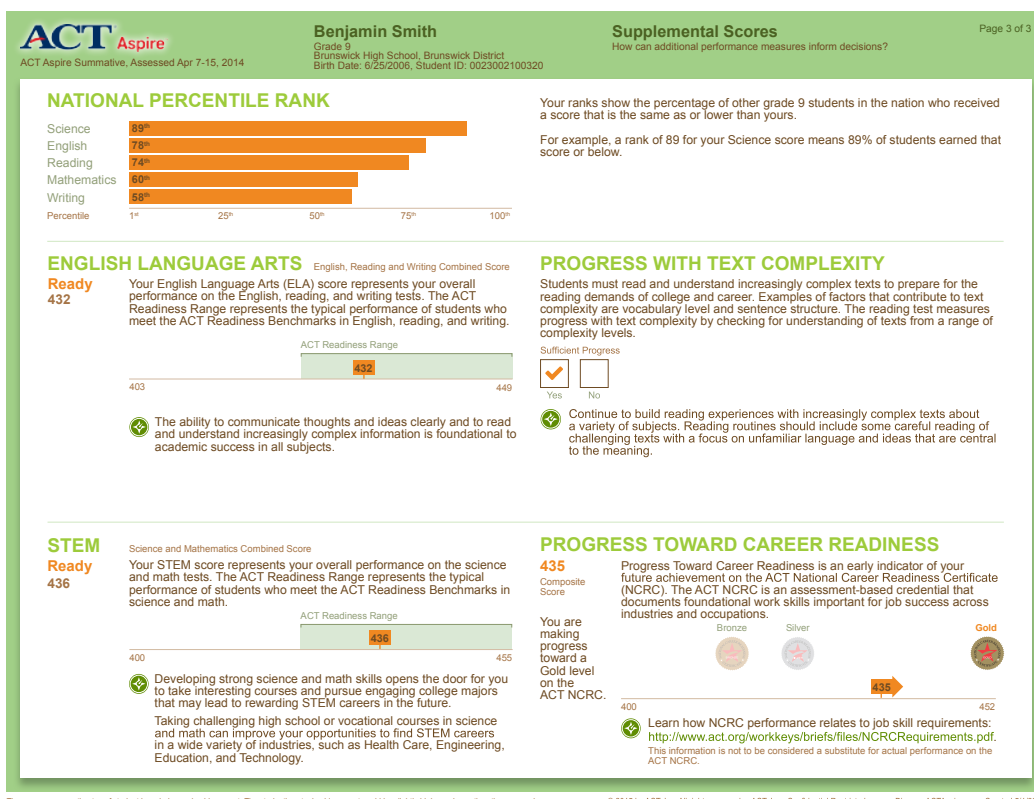 ACT Aspire
ACT Aspire Summative, Assessed Apr 7-15, 2014
Benjamin Smith
Grade 9
Brunswick High School, Brunswick District
Birth Date: 6/25/2006, Student ID: 0023002100320
Supplemental Scores
How can additional performance measures inform decisions?
Page 3 of 3
NATIONAL PERCENTILE RANK
Science 89th
English 78th
Reading 74th
Mathematics 60th
Writing 58th
Percentile 1st 25th 50th 75th 100th
Your ranks show the percentage of other grade 9 students in the nation who received
a score that is the same as or lower than yours.
For example, a rank of 89 for your Science score means 89% of students earned that
score or below.
ENGLISH LANGUAGE ARTS English, Reading and Writing Combined Score
Ready
432
Your English Language Arts (ELA) score represents your overall
performance on the English, reading, and writing tests. The ACT
Readiness Range represents the typical performance of students who
meet the ACT Readiness Benchmarks in English, reading, and writing.
ACT Readiness Range
432
403 449
The ability to communicate thoughts and ideas clearly and to read
and understand increasingly complex information is foundational to
academic success in all subjects.
PROGRESS WITH TEXT COMPLEXITY
Students must read and understand increasingly complex texts to prepare for the
reading demands of college and career. Examples of factors that contribute to text
complexity are vocabulary level and sentence structure. The reading test measures
progress with text complexity by checking for understanding of texts from a range of
complexity levels.
Sufficient Progress
Yes No
Continue to build reading experiences with increasingly complex texts about
a variety of subjects. Reading routines should include some careful reading of
challenging texts with a focus on unfamiliar language and ideas that are central
to the meaning.
STEM Science and Mathematics Combined Score
Ready
436
Your STEM score represents your overall performance on the science
and math tests. The ACT Readiness Range represents the typical
performance of students who meet the ACT Readiness Benchmarks in
science and math.
ACT Readiness Range
436
400 455
Developing strong science and math skills opens the door for you
to take interesting courses and pursue engaging college majors
that may lead to rewarding STEM careers in the future.
Taking challenging high school or vocational courses in science
and math can improve your opportunities to find STEM careers
in a wide variety of industries, such as Health Care, Engineering,
Education, and Technology.
PROGRESS TOWARD CAREER READINESS
435
Composite
Score
You are
making
progress
toward a
Gold level
on the
ACT NCRC.
Progress Toward Career Readiness is an early indicator of your
future achievement on the ACT National Career Readiness Certificate
(NCRC). The ACT NCRC is an assessment-based credential that
documents foundational work skills important for job success across
industries and occupations.
Bronze Silver Gold
435
400 452
Learn how NCRC performance relates to job skill requirements:
http://www.act.org/workkeys/briefs/files/NCRCRequirements.pdf.
This information is not to be considered a substitute for actual performance on the
ACT NCRC.